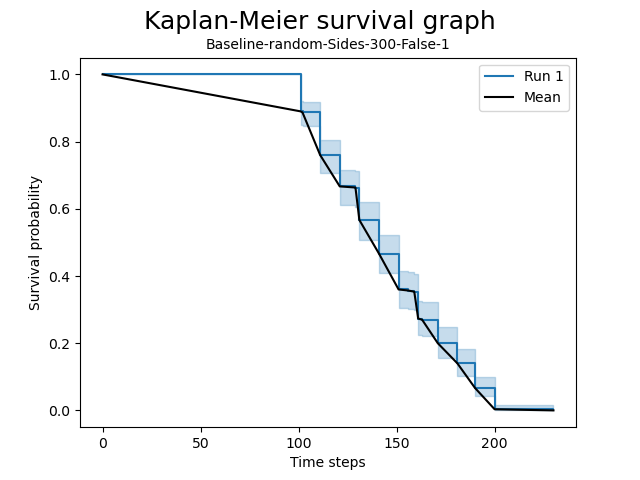 Kaplan-Meier survival graph
Baseline-random-Sides-300-False-1
Run 1
Mean
Survival probability
1.0
0.8
0.6
0.4
0.2
0.0
0
50
100
150
200
Time steps